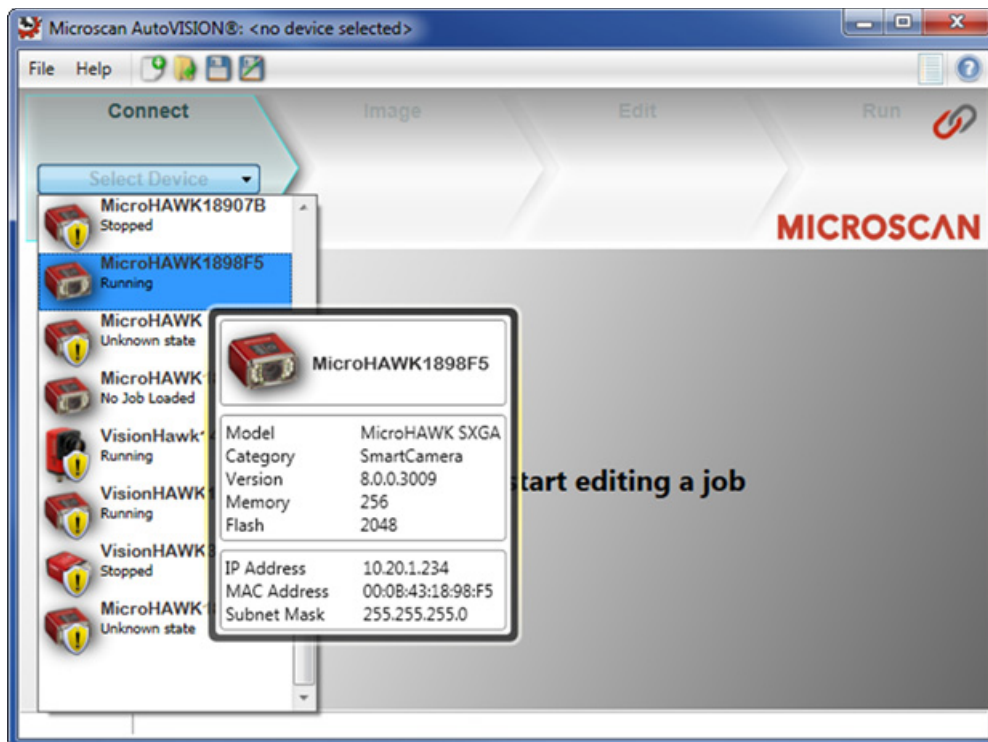 Microscan AutoVISION®: <no device selected>
File Help
Connect Image Edit Run
Select Device
MICROSCAN
MicroHAWK18907B
Stopped
MicroHAWK1898F5
Running
MicroHAWK
Unknown state
MicroHAWK
No Job Loaded
VisionHawk
Running
VisionHAWK
Running
VisionHAWK
Stopped
MicroHAWK
Unknown state
MicroHAWK1898F5
Model MicroHAWK SXGA
Category SmartCamera
Version 8.0.0.3009
Memory 256
Flash 2048
IP Address 10.20.1.234
MAC Address 00:0B:43:18:98:F5
Subnet Mask 255.255.255.0
editing a job